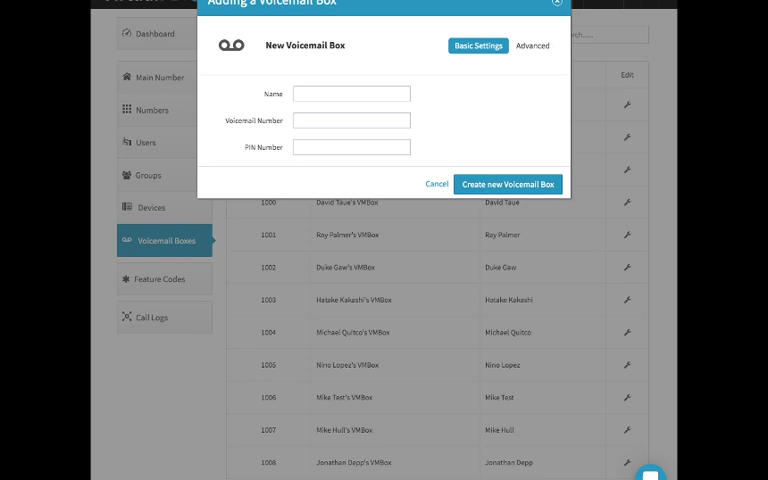 Adding a Voicemail Box
Dashboard
New Voicemail Box
Basic Settings
Advanced
Main Number
Edit
Name
Numbers
Voicemail Number
Users
PIN Number
Groups
Cancel
Create new Voicemail Box
Devices
1000 David Taue's VMBox David Taue
Voicemail Boxes
1001 Ray Palmer's VMBox Ray Palmer
1002 Duke Gaw's VMBox Duke Gaw
Feature Codes
1003 Hatake Kakashi's VMBox Hatake Kakashi
Call Logs
1004 Michael Quitco's VMBox Michael Quitco
1005 Nino Lopez's VMBox Nino Lopez
1006 Mike Test's VMBox Mike Test
1007 Mike Hull's VMBox Mike Hull
1008 Jonathan Depp's VMBox Jonathan Depp